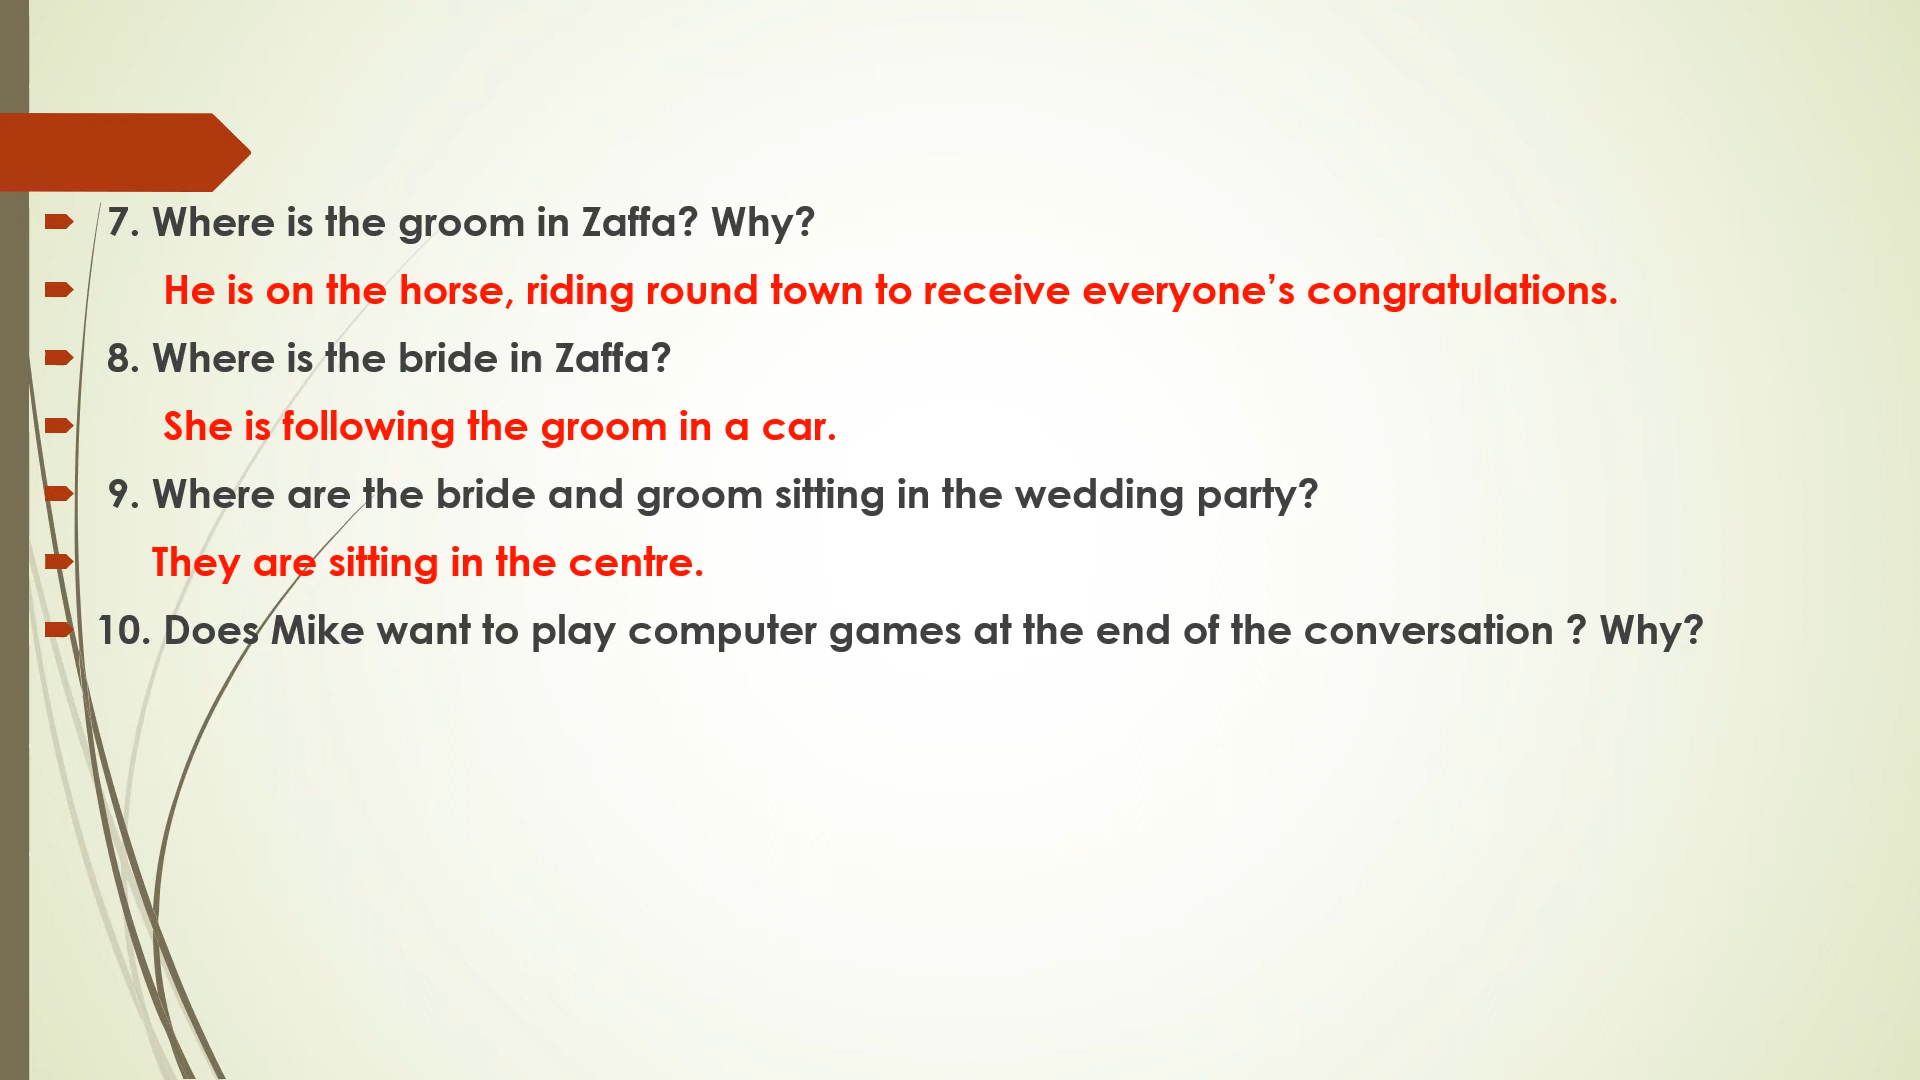 7. Where is the groom in Zaffa? Why?
He is on the horse, riding round town to receive everyone’s congratulations.
8. Where is the bride in Zaffa?
She is following the groom in a car.
9. Where are the bride and groom sitting in the wedding party?
They are sitting in the centre.
10. Does Mike want to play computer games at the end of the conversation ? Why?